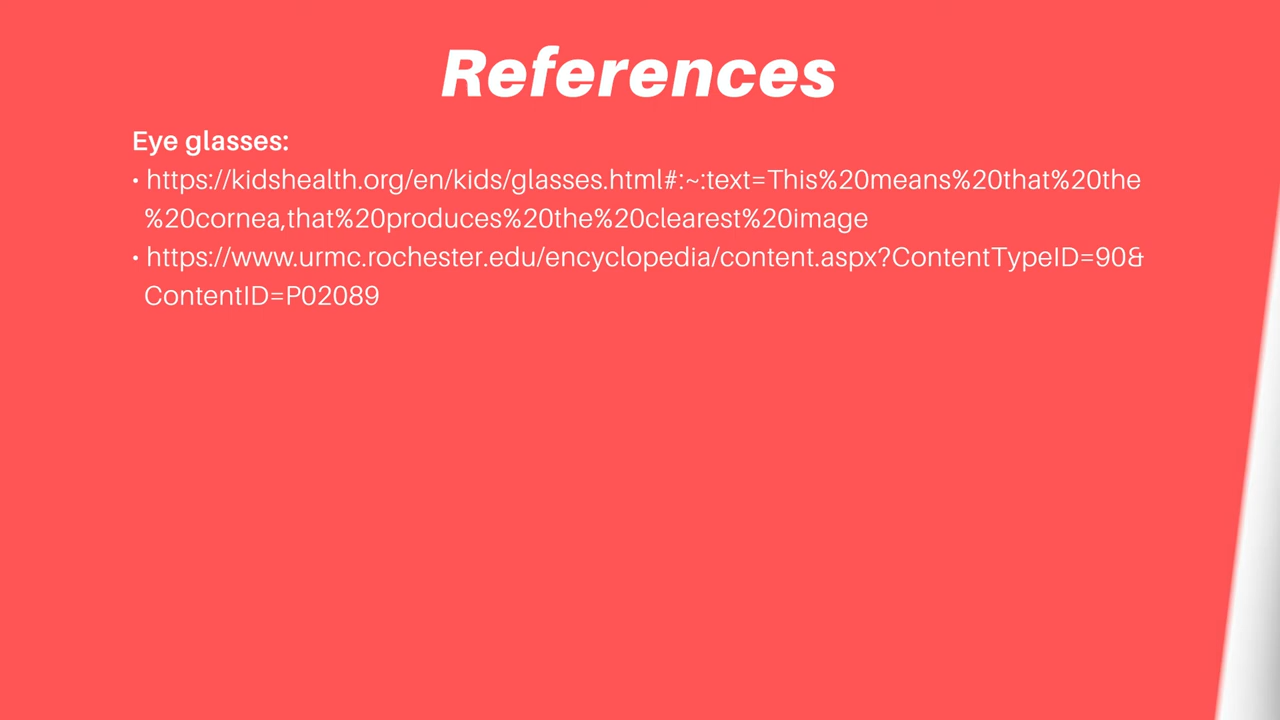 References
Eye glasses:
• https://kidshealth.org/en/kids/glasses.html#:~:text=This%20means%20that%20the
%20cornea,that%20produces%20the%20clearest%20image
• https://www.urmc.rochester.edu/encyclopedia/content.aspx?ContentTypeID=90&
ContentID=P02089